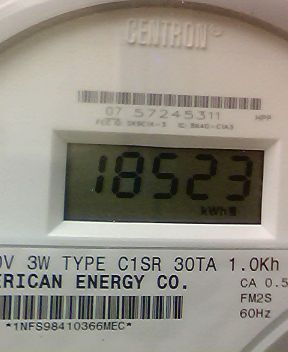 CENTRON®
07 57245311
HPP
18523
kWh
0V 3W TYPE C1SR 30TA 1.0Kh
ERICAN ENERGY CO.
CA 0.5
FM2S
60Hz
*1NFS98410366MEC*